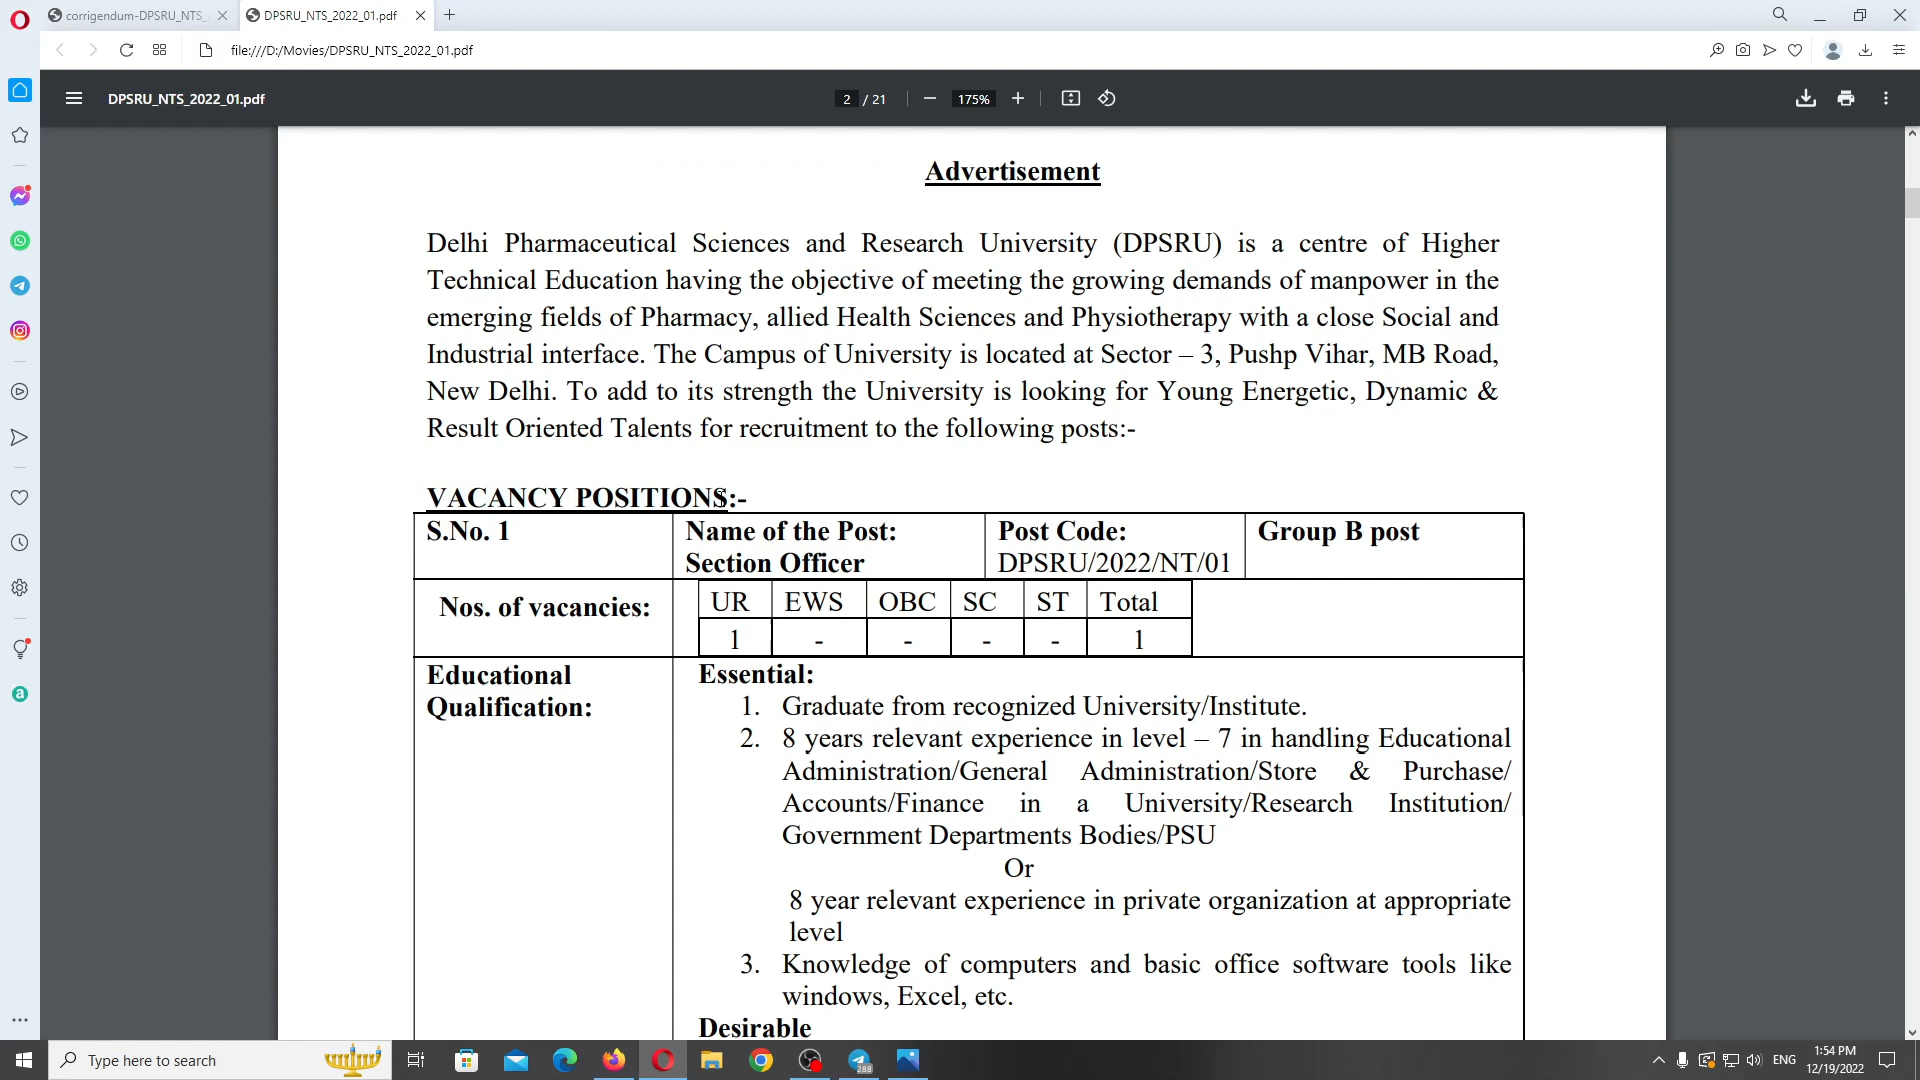 corrigendum-DPSRU_NTS_
DPSRU_NTS_2022_01.pdf
file:///D:/Movies/DPSRU_NTS_2022_01.pdf
DPSRU_NTS_2022_01.pdf
2 / 21
175%
Advertisement
Delhi Pharmaceutical Sciences and Research University (DPSRU) is a centre of Higher
Technical Education having the objective of meeting the growing demands of manpower in the
emerging fields of Pharmacy, allied Health Sciences and Physiotherapy with a close Social and
Industrial interface. The Campus of University is located at Sector – 3, Pushp Vihar, MB Road,
New Delhi. To add to its strength the University is looking for Young Energetic, Dynamic &
Result Oriented Talents for recruitment to the following posts:-
VACANCY POSITIONS:-
S.No. 1
Name of the Post:
Section Officer
Post Code:
DPSRU/2022/NT/01
Group B post
Nos. of vacancies:
UR EWS OBC SC ST Total
1 - - - - 1
Educational
Qualification:
Essential:
1. Graduate from recognized University/Institute.
2. 8 years relevant experience in level – 7 in handling Educational
Administration/General Administration/Store & Purchase/
Accounts/Finance in a University/Research Institution/
Government Departments Bodies/PSU
Or
8 year relevant experience in private organization at appropriate
level
3. Knowledge of computers and basic office software tools like
windows, Excel, etc.
Desirable
Type here to search
288
ENG
1:54 PM
12/19/2022